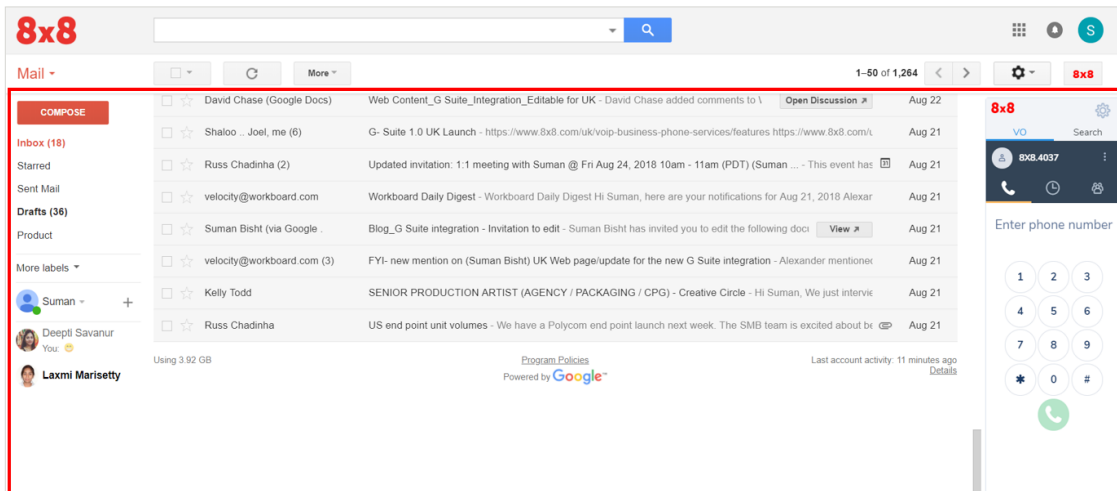 8x8
S
Mail
More
1–50 of 1,264
8x8
COMPOSE
Inbox (18)
Starred
Sent Mail
Drafts (36)
Product
More labels
Suman
Deepti Savanur
You:
Laxmi Marisetty
David Chase (Google Docs) Web Content_G Suite_Integration_Editable for UK - David Chase added comments to Open Discussion Aug 22
Shaloo .. Joel, me (6) G- Suite 1.0 UK Launch - https://www.8x8.com/uk/voip-business-phone-services/features https://www.8x8.com/u Aug 21
Russ Chadinha (2) Updated invitation: 1:1 meeting with Suman @ Fri Aug 24, 2018 10am - 11am (PDT) (Suman ... - This event has 31 Aug 21
velocity@workboard.com Workboard Daily Digest - Workboard Daily Digest Hi Suman, here are your notifications for Aug 21, 2018 Alexar Aug 21
Suman Bisht (via Google . Blog_G Suite integration - Invitation to edit - Suman Bisht has invited you to edit the following docu View Aug 21
velocity@workboard.com (3) FYI- new mention on (Suman Bisht) UK Web page/update for the new G Suite integration - Alexander mentioned Aug 21
Kelly Todd SENIOR PRODUCTION ARTIST (AGENCY / PACKAGING / CPG) - Creative Circle - Hi Suman, We just intervie Aug 21
Russ Chadinha US end point unit volumes - We have a Polycom end point launch next week. The SMB team is excited about be Aug 21
Using 3.92 GB
Program Policies
Powered by Google™
Last account activity: 11 minutes ago
Details
8x8
VO Search
8X8.4037
Enter phone number
1 2 3
4 5 6
7 8 9
* 0 #